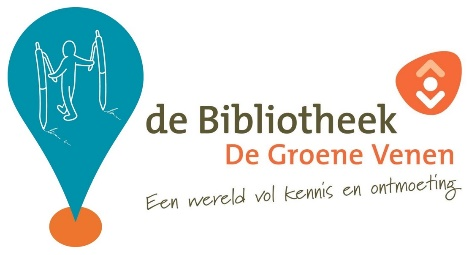 de Bibliotheek
De Groene Venen
Een wereld vol kennis en ontmoeting